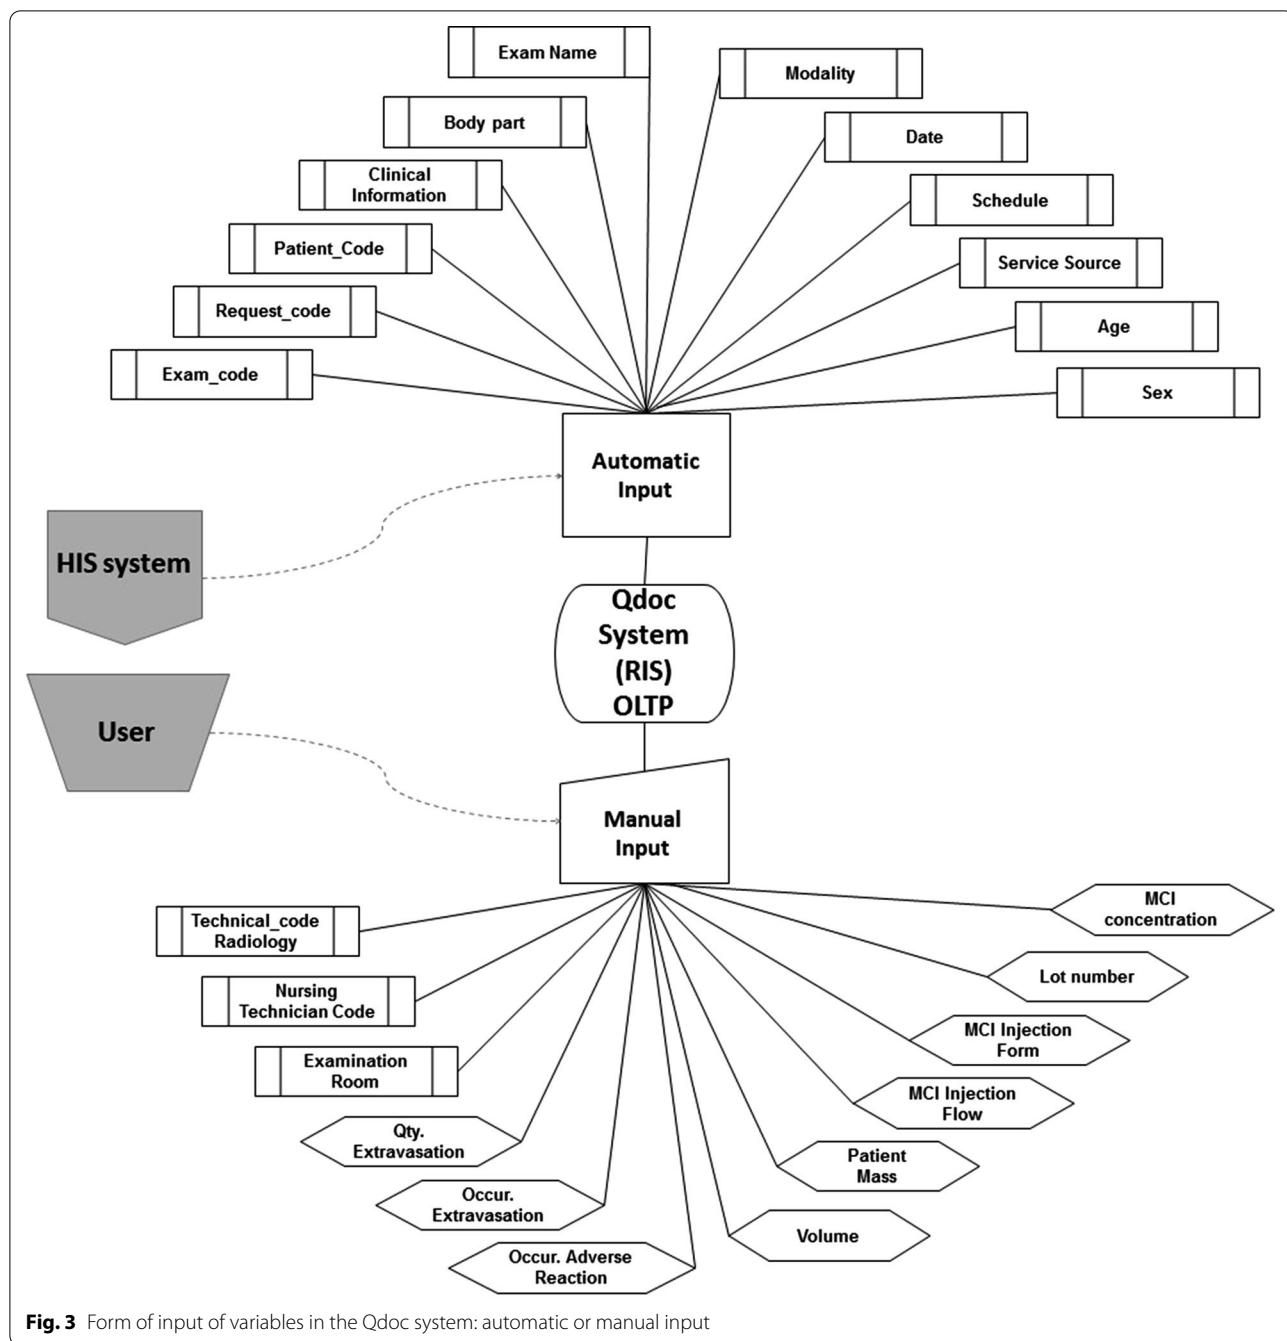 Exam Name
Modality
Body part
Date
Clinical
Information
Schedule
Patient_Code
Service Source
Request_code
Age
Exam_code
Sex
Automatic
Input
HIS system
Qdoc
System
(RIS)
OLTP
User
Manual
Input
Technical_code
Radiology
MCI
concentration
Nursing
Technician Code
Lot number
Examination
Room
MCI Injection
Form
Qty.
Extravasation
MCI Injection
Flow
Occur.
Extravasation
Patient
Mass
Occur. Adverse
Reaction
Volume
Fig. 3 Form of input of variables in the Qdoc system: automatic or manual input